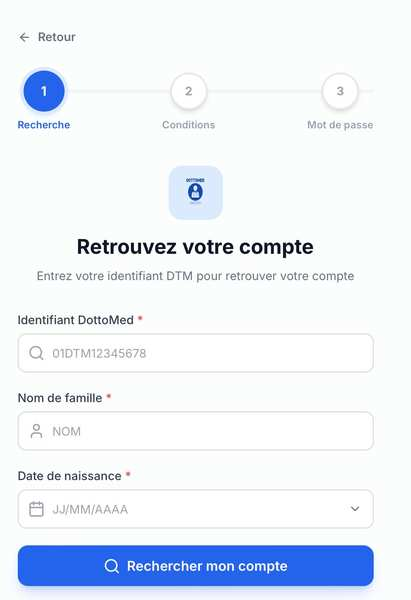 Retour
1
2
3
Recherche
Conditions
Mot de passe
DOTTOMED
Retrouvez votre compte
Entrez votre identifiant DTM pour retrouver votre compte
Identifiant DottoMed *
01DTM12345678
Nom de famille *
NOM
Date de naissance *
JJ/MM/AAAA
Rechercher mon compte